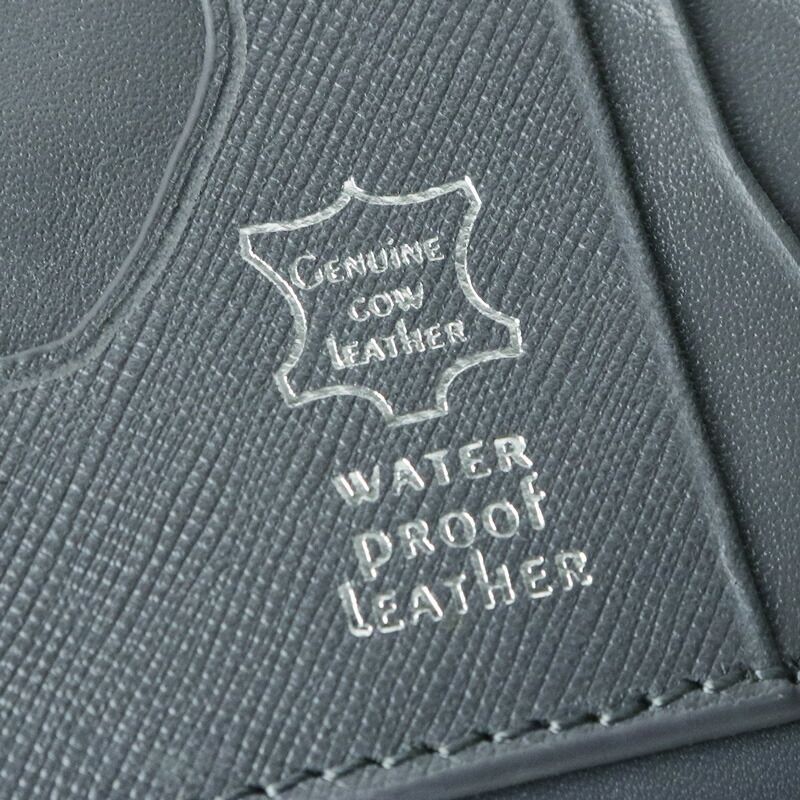 GENUINE
COW
LEATHER
WATER
PROOF
LEATHER